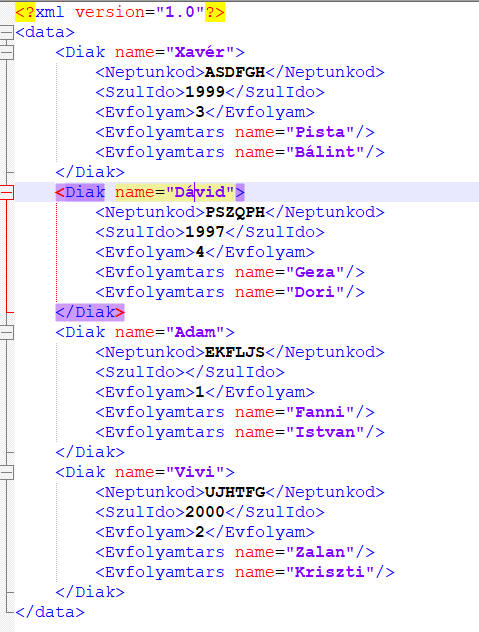 <?xml version="1.0"?>
<data>
    <Diak name="Xavér">
        <Neptunkod>ASDFGH</Neptunkod>
        <SzulIdo>1999</SzulIdo>
        <Evfolyam>3</Evfolyam>
        <Evfolyamtars name="Pista"/>
        <Evfolyamtars name="Bálint"/>
    </Diak>
    <Diak name="Dávid">
        <Neptunkod>PSZQPH</Neptunkod>
        <SzulIdo>1997</SzulIdo>
        <Evfolyam>4</Evfolyam>
        <Evfolyamtars name="Geza"/>
        <Evfolyamtars name="Dori"/>
    </Diak>
    <Diak name="Adam">
        <Neptunkod>EKFLJS</Neptunkod>
        <SzulIdo></SzulIdo>
        <Evfolyam>1</Evfolyam>
        <Evfolyamtars name="Fanni"/>
        <Evfolyamtars name="Istvan"/>
    </Diak>
    <Diak name="Vivi">
        <Neptunkod>UJHTFG</Neptunkod>
        <SzulIdo>2000</SzulIdo>
        <Evfolyam>2</Evfolyam>
        <Evfolyamtars name="Zalan"/>
        <Evfolyamtars name="Kriszti"/>
    </Diak>
</data>